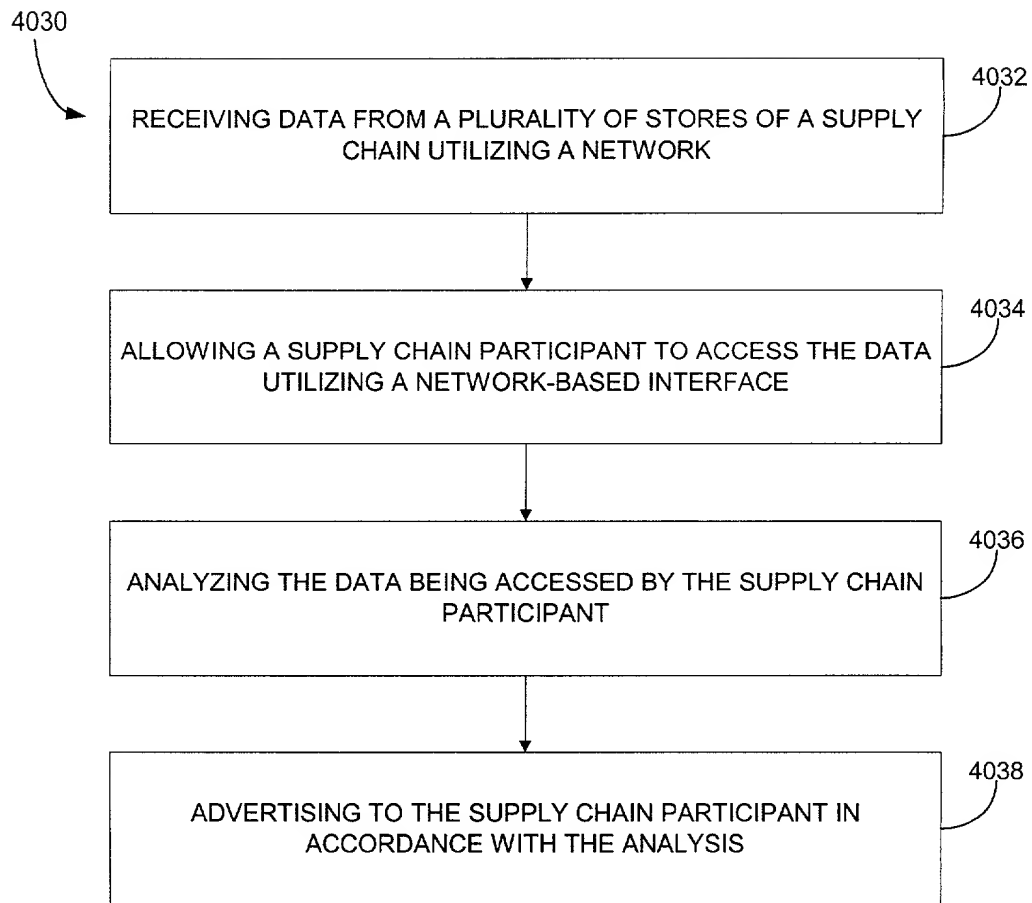 4030
4032
RECEIVING DATA FROM A PLURALITY OF STORES OF A SUPPLY
CHAIN UTILIZING A NETWORK
4034
ALLOWING A SUPPLY CHAIN PARTICIPANT TO ACCESS THE DATA
UTILIZING A NETWORK-BASED INTERFACE
4036
ANALYZING THE DATA BEING ACCESSED BY THE SUPPLY CHAIN
PARTICIPANT
4038
ADVERTISING TO THE SUPPLY CHAIN PARTICIPANT IN
ACCORDANCE WITH THE ANALYSIS